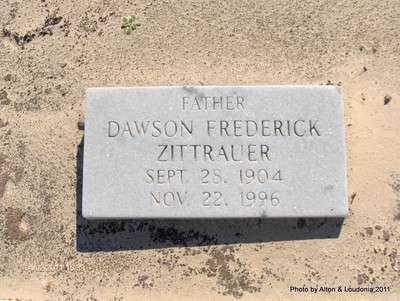 FATHER
DAWSON FREDERICK
ZITTRAUER
SEPT. 28. 1904
NOV. 22. 1996
Photo by Alton & Loudonia 2011